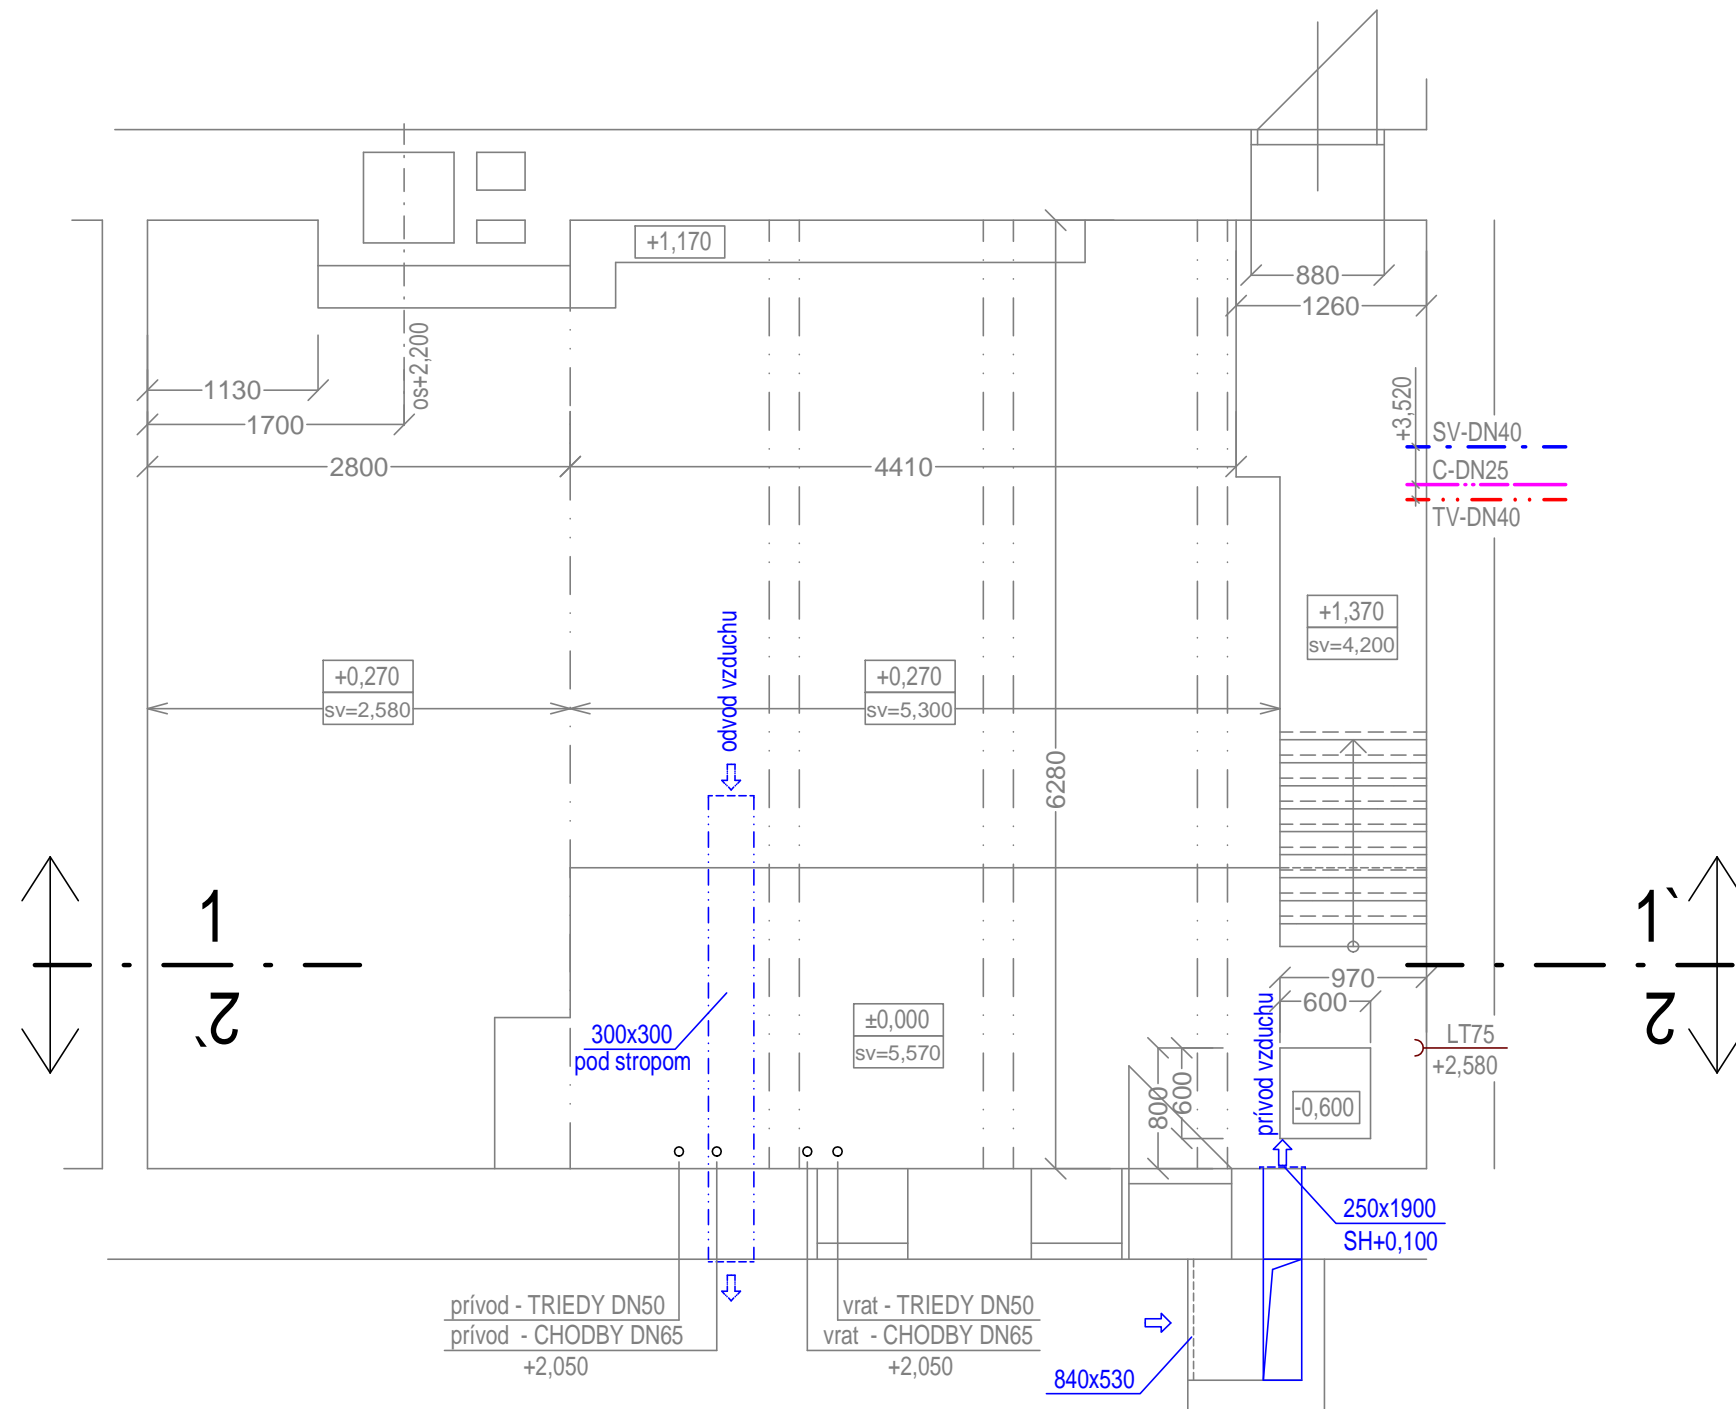 +1,170
880
1260
os+2,200
1130
1700
2800
4410
+3,520
SV-DN40
C-DN25
TV-DN40
+1,370
sv=4,200
odvod vzduchu
+0,270
sv=2,580
+0,270
sv=5,300
6280
1
2`
1`
2
970
600
prívod vzduchu
300x300
pod stropom
±0,000
sv=5,570
800
600
-0,600
LT75
+2,580
250x1900
SH+0,100
prívod - TRIEDY DN50
prívod - CHODBY DN65
+2,050
vrat - TRIEDY DN50
vrat - CHODBY DN65
+2,050
840x530